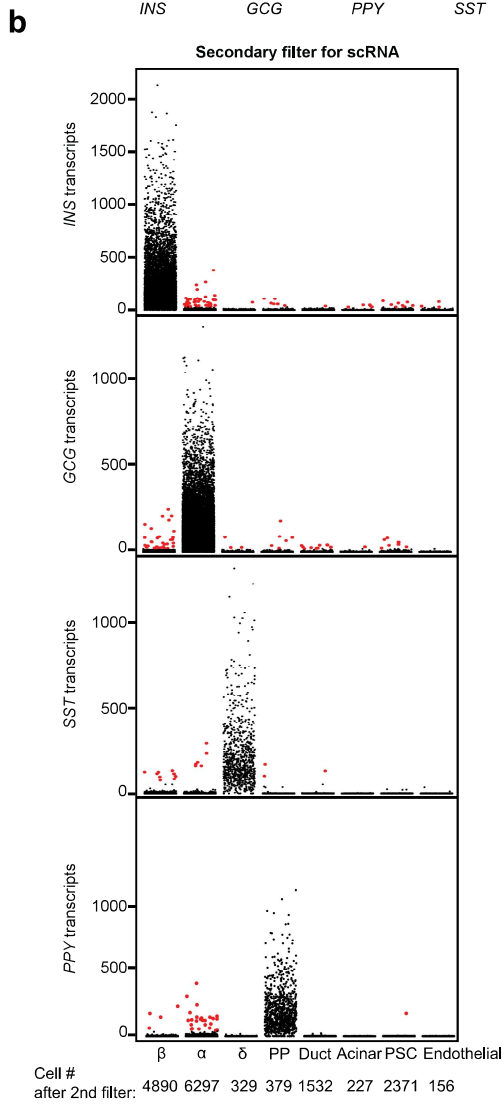 b
INS GCG PPY SST
Secondary filter for scRNA
INS transcripts
2000
1500
1000
500
0
GCG transcripts
1000
500
0
SST transcripts
1000
500
0
PPY transcripts
1000
500
0
β α δ PP Duct Acinar PSC Endothelial
Cell #
after 2nd filter: 4890 6297 329 379 1532 227 2371 156